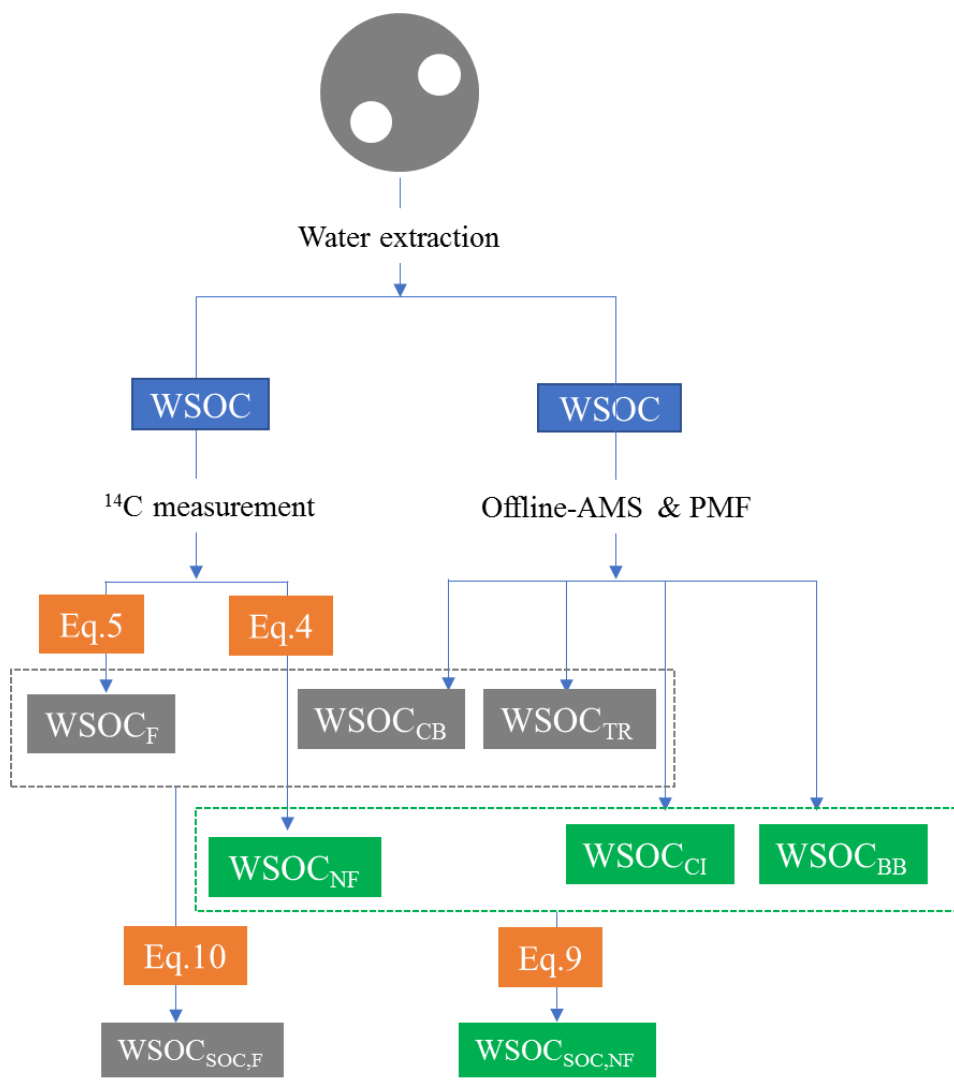 Water extraction
WSOC
WSOC
¹⁴C measurement
Offline-AMS & PMF
Eq.5
Eq.4
WSOC_F
WSOC_CB
WSOC_TR
WSOC_NF
WSOC_CI
WSOC_BB
Eq.10
Eq.9
WSOC_SOC,F
WSOC_SOC,NF